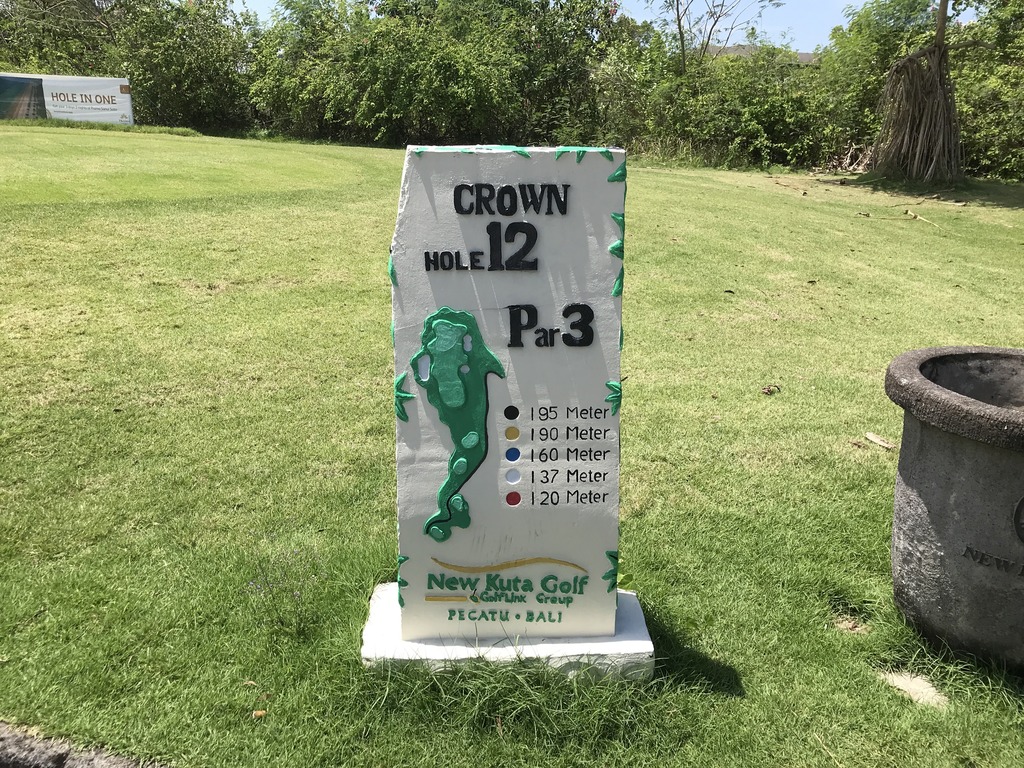 HOLE IN ONE
CROWN
HOLE 12
Par 3
195 Meter
190 Meter
160 Meter
137 Meter
120 Meter
New Kuta Golf
GolfLink Group
PECATU • BALI
NEW